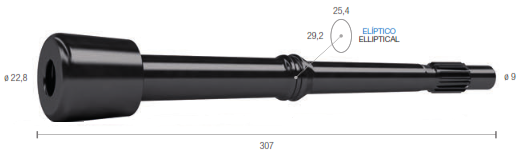 25,4
29,2
ELÍPTICO
ELLIPTICAL
ø 22,8
ø 9
307